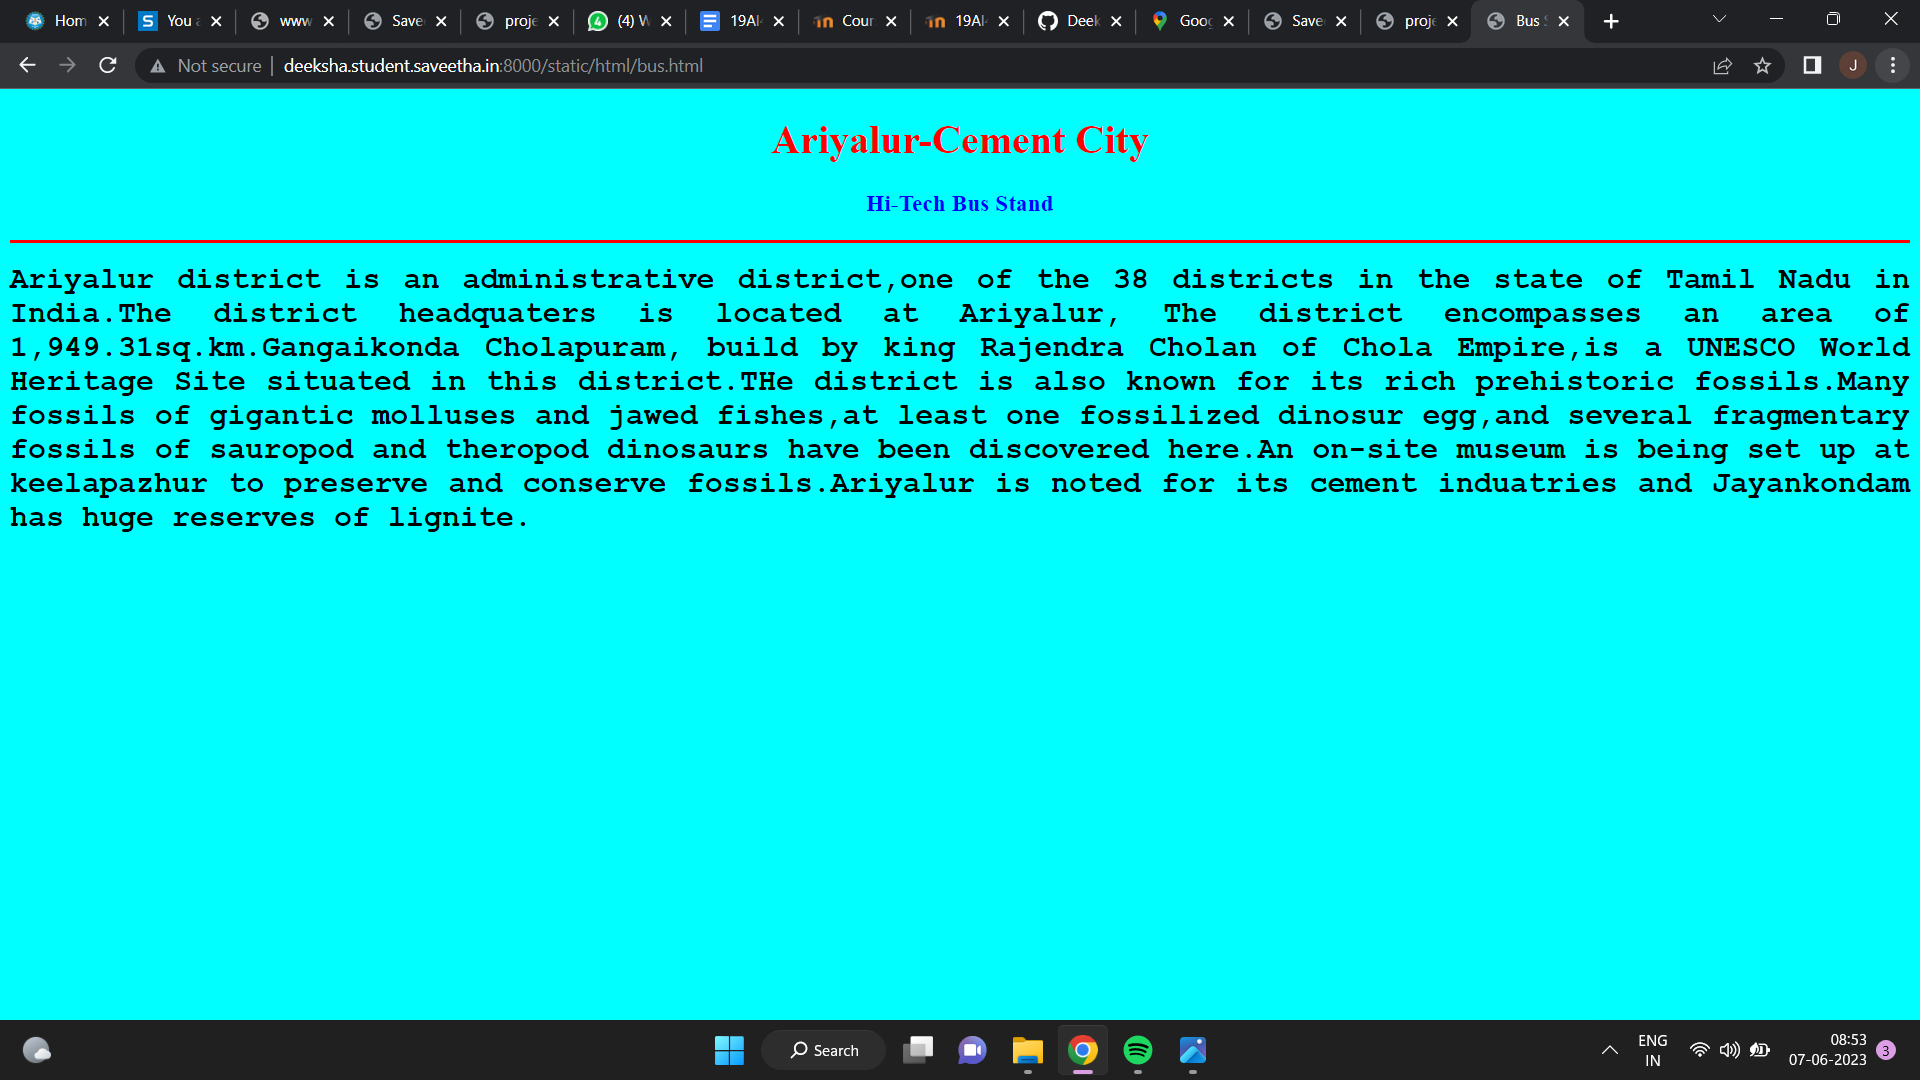 Hom
You a
www
Save
proje
(4) W
19AI
Cour
19AI
Deek
Goog
Save
proje
Bus S
Not secure deeksha.student.saveetha.in:8000/static/html/bus.html
J
Ariyalur-Cement City
Hi-Tech Bus Stand
Ariyalur district is an administrative district,one of the 38 districts in the state of Tamil Nadu in
India.The district headquaters is located at Ariyalur, The district encompasses an area of
1,949.31sq.km.Gangaikonda Cholapuram, build by king Rajendra Cholan of Chola Empire,is a UNESCO World
Heritage Site situated in this district.THe district is also known for its rich prehistoric fossils.Many
fossils of gigantic molluses and jawed fishes,at least one fossilized dinosur egg,and several fragmentary
fossils of sauropod and theropod dinosaurs have been discovered here.An on-site museum is being set up at
keelapazhur to preserve and conserve fossils.Ariyalur is noted for its cement induatries and Jayankondam
has huge reserves of lignite.
Search
ENG
IN
08:53
07-06-2023
3